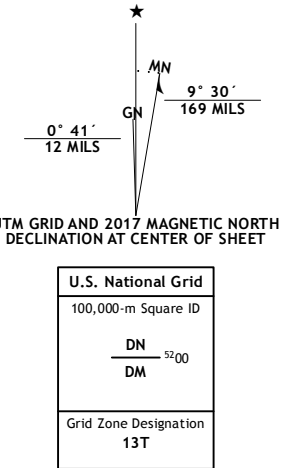 MN
GN
9° 30´
169 MILS
0° 41´
12 MILS
UTM GRID AND 2017 MAGNETIC NORTH
DECLINATION AT CENTER OF SHEET
U.S. National Grid
100,000-m Square ID
DN
5200
DM
Grid Zone Designation
13T